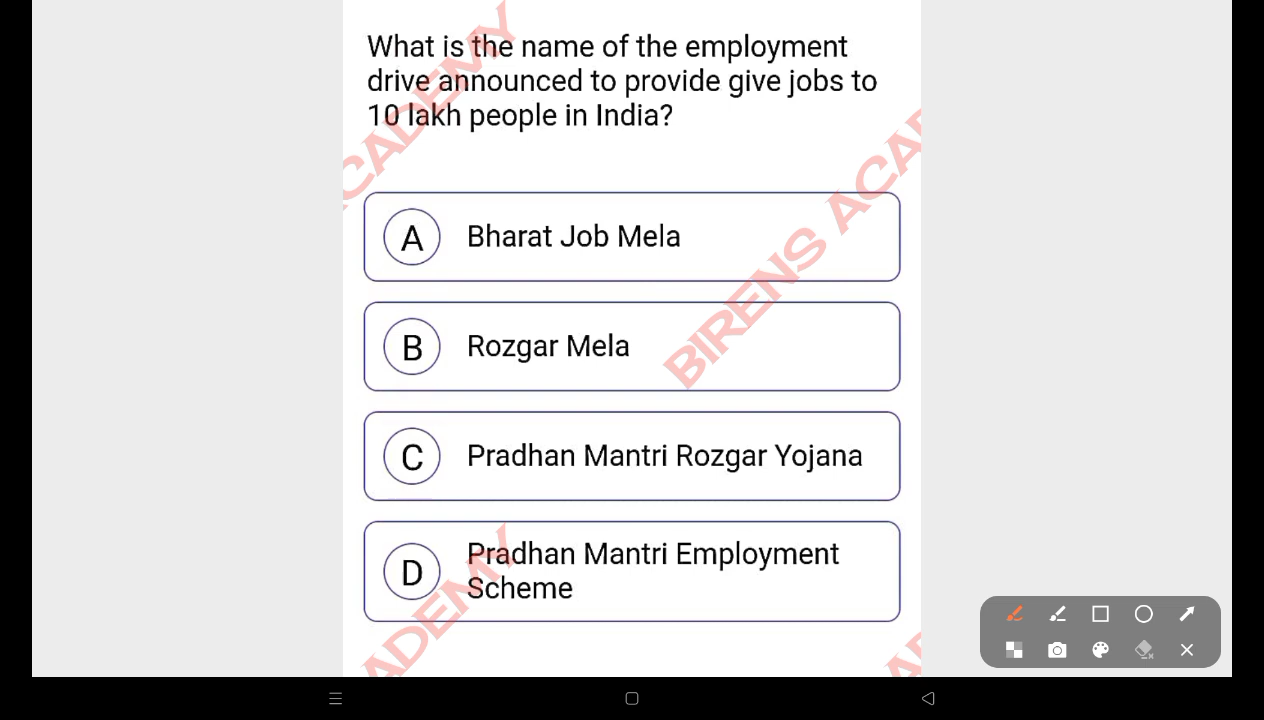 What is the name of the employment
drive announced to provide give jobs to
10 lakh people in India?
A Bharat Job Mela
B Rozgar Mela
C Pradhan Mantri Rozgar Yojana
D Pradhan Mantri Employment
Scheme
CADEMY
BIRENS ACAD
ADEMY